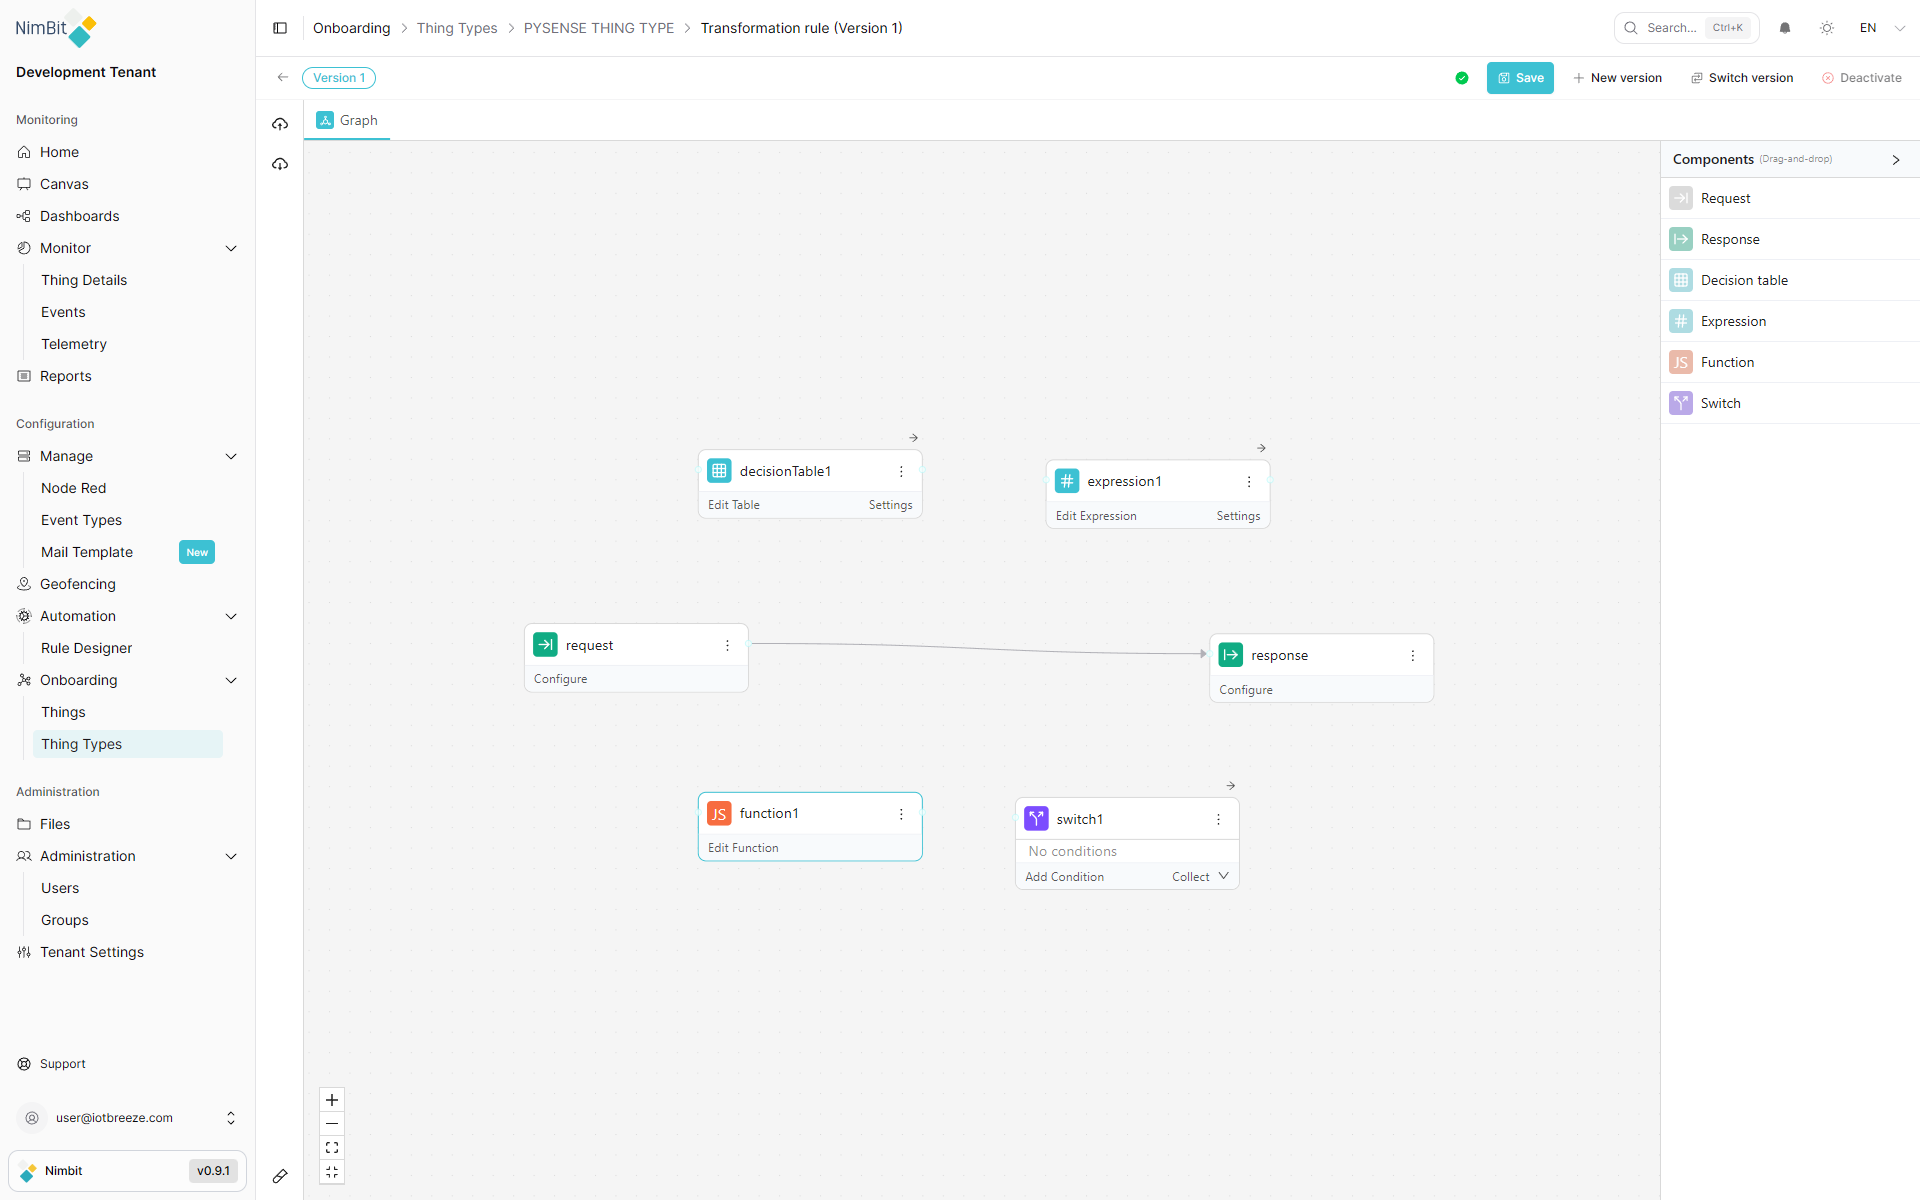 NimBit
Development Tenant
Monitoring
Home
Canvas
Dashboards
Monitor
Thing Details
Events
Telemetry
Reports
Configuration
Manage
Node Red
Event Types
Mail Template New
Geofencing
Automation
Rule Designer
Onboarding
Things
Thing Types
Administration
Files
Administration
Users
Groups
Tenant Settings
Support
user@iotbreeze.com
Nimbit v0.9.1
Onboarding > Thing Types > PYSENSE THING TYPE > Transformation rule (Version 1)
Search... Ctrl+K EN
Version 1
Save + New version Switch version Deactivate
Graph
Components (Drag-and-drop)
Request
Response
Decision table
Expression
JS Function
Switch
decisionTable1
Edit Table Settings
expression1
Edit Expression Settings
request
Configure
response
Configure
JS function1
Edit Function
switch1
No conditions
Add Condition Collect